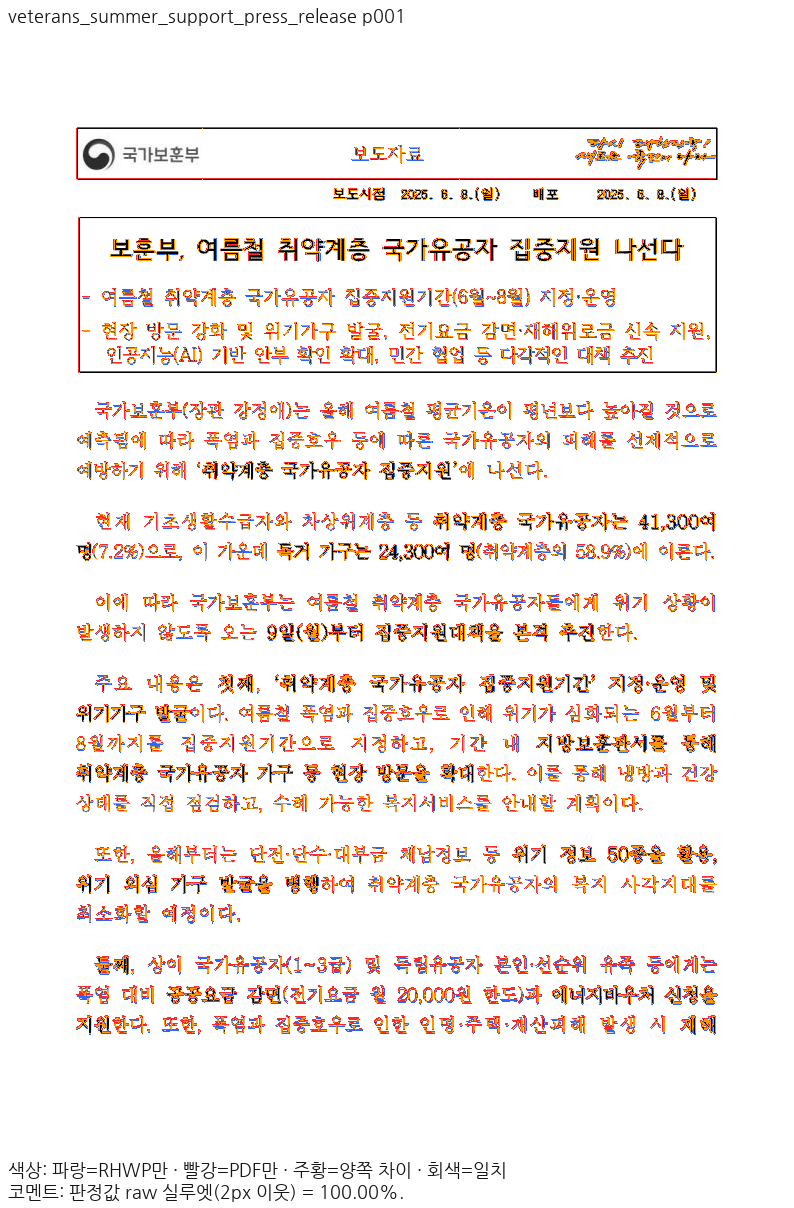 veterans_summer_support_press_release p001
국가보훈부
보도자료
다시 대한민국!
새로운 국민의 나라
보도시점 2025. 6. 8.(일) 배포 2025. 6. 8.(일)
보훈부, 여름철 취약계층 국가유공자 집중지원 나선다
- 여름철 취약계층 국가유공자 집중지원기간(6월~8월) 지정·운영
- 현장 방문 강화 및 위기가구 발굴, 전기요금 감면·재해위로금 신속 지원,
인공지능(AI) 기반 안부 확인 확대, 민간 협업 등 다각적인 대책 추진
국가보훈부(장관 강정애)는 올해 여름철 평균기온이 평년보다 높아질 것으로
예측됨에 따라 폭염과 집중호우 등에 따른 국가유공자의 피해를 선제적으로
예방하기 위해 ‘취약계층 국가유공자 집중지원’에 나선다.
현재 기초생활수급자와 차상위계층 등 취약계층 국가유공자는 41,300여
명(7.2%)으로, 이 가운데 독거 가구는 24,300여 명(취약계층의 58.9%)에 이른다.
이에 따라 국가보훈부는 여름철 취약계층 국가유공자들에게 위기 상황이
발생하지 않도록 오는 9일(월)부터 집중지원대책을 본격 추진한다.
주요 내용은 첫째, ‘취약계층 국가유공자 집중지원기간’ 지정·운영 및
위기가구 발굴이다. 여름철 폭염과 집중호우로 인해 위기가 심화되는 6월부터
8월까지를 집중지원기간으로 지정하고, 기간 내 지방보훈관서를 통해
취약계층 국가유공자 가구 등 현장 방문을 확대한다. 이를 통해 냉방과 건강
상태를 직접 점검하고, 수혜 가능한 복지서비스를 안내할 계획이다.
또한, 올해부터는 단전·단수·대부금 체납정보 등 위기 정보 50종을 활용,
위기 의심 가구 발굴을 병행하여 취약계층 국가유공자의 복지 사각지대를
최소화할 예정이다.
둘째, 상이 국가유공자(1~3급) 및 독립유공자 본인·선순위 유족 등에게는
폭염 대비 공공요금 감면(전기요금 월 20,000원 한도)과 에너지바우처 신청을
지원한다. 또한, 폭염과 집중호우로 인한 인명·주택·재산피해 발생 시 재해
색상: 파랑=RHWP만 · 빨강=PDF만 · 주황=양쪽 차이 · 회색=일치
코멘트: 판정값 raw 실루엣(2px 이웃) = 100.00%.